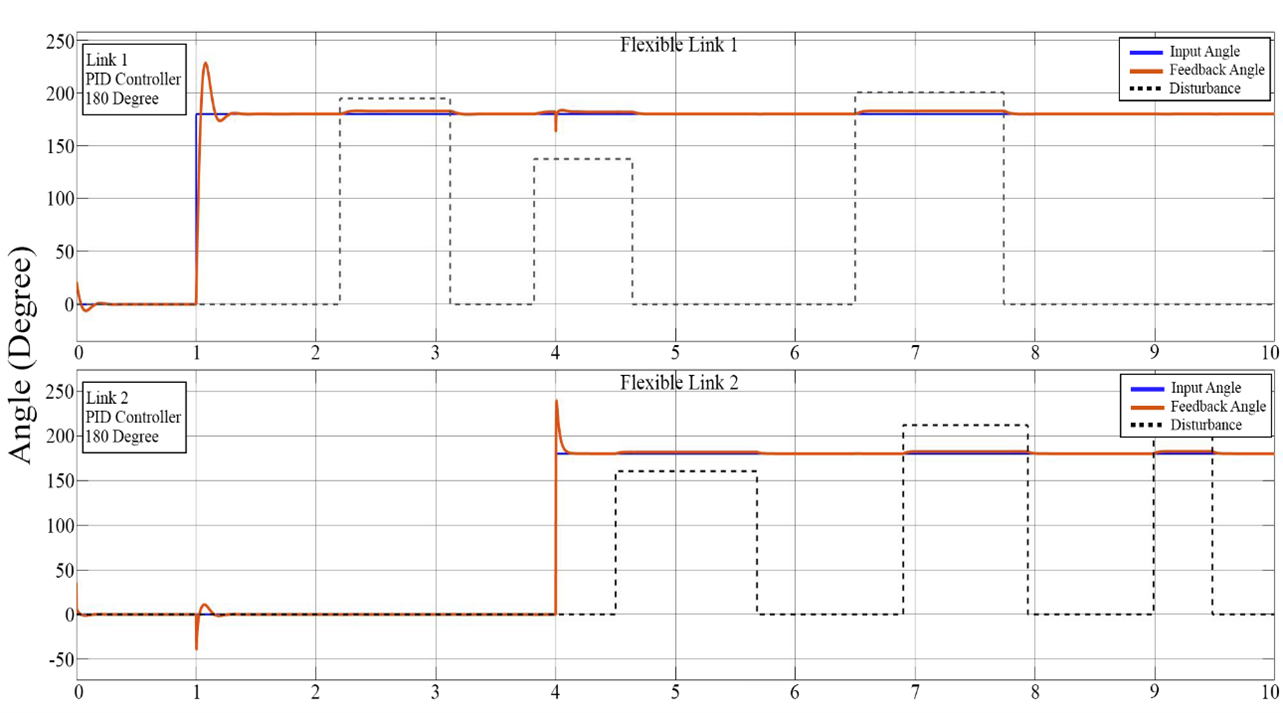 Flexible Link 1
Link 1
PID Controller
180 Degree
Input Angle
Feedback Angle
Disturbance
250
200
150
100
50
0
0 1 2 3 4 5 6 7 8 9 10
Angle (Degree)
Flexible Link 2
Link 2
PID Controller
180 Degree
Input Angle
Feedback Angle
Disturbance
250
200
150
100
50
0
-50
0 1 2 3 4 5 6 7 8 9 10